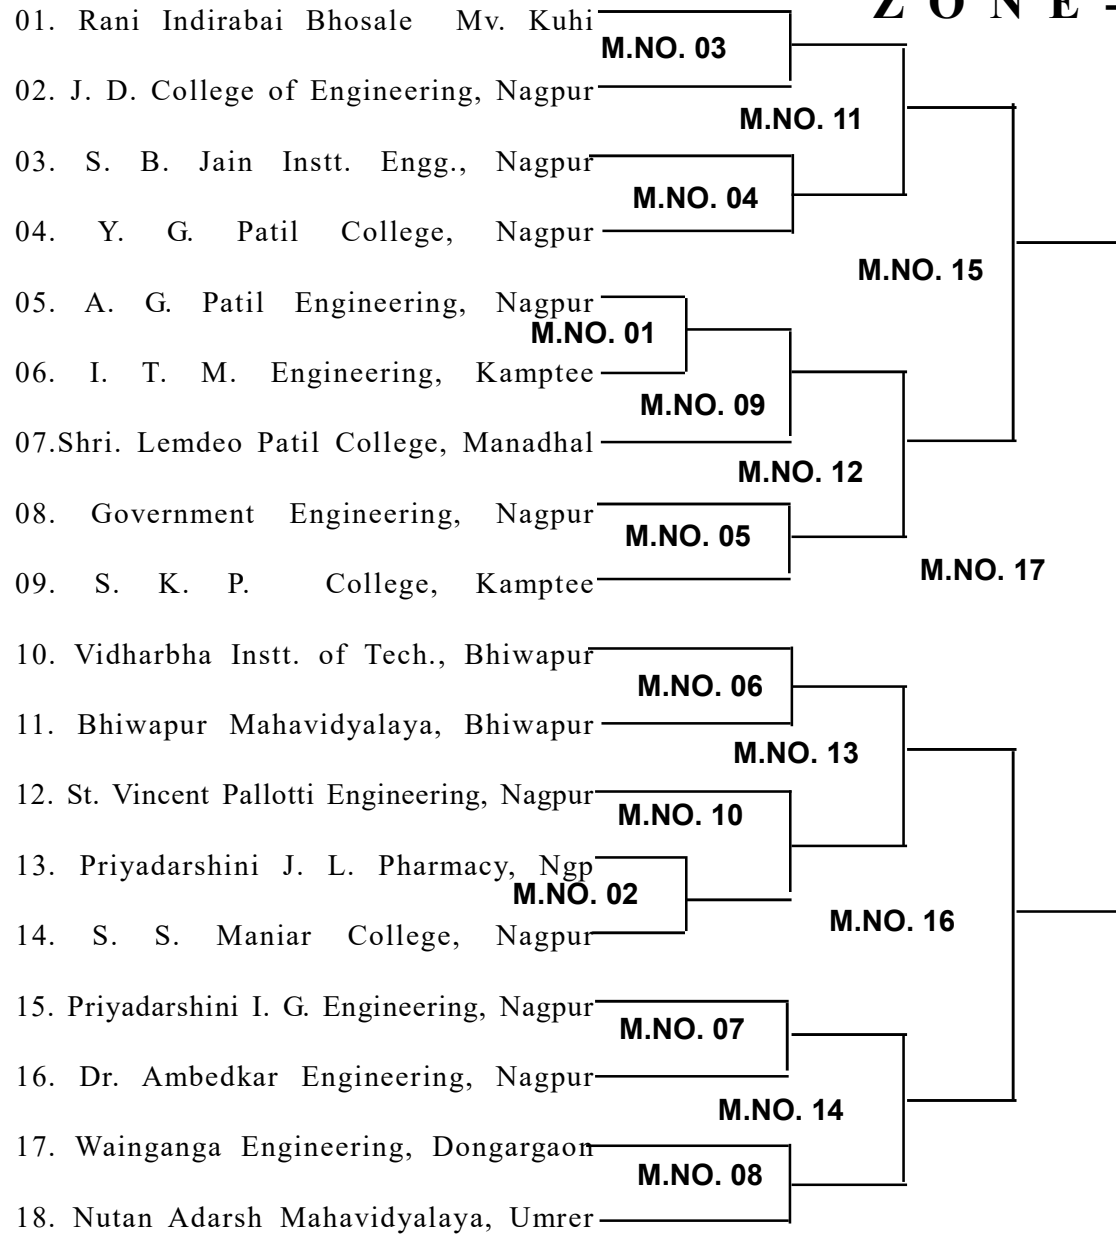 Z O N E -
01. Rani Indirabai Bhosale Mv. Kuhi
M.NO. 03
02. J. D. College of Engineering, Nagpur
M.NO. 11
03. S. B. Jain Instt. Engg., Nagpur
M.NO. 04
04. Y. G. Patil College, Nagpur
M.NO. 15
05. A. G. Patil Engineering, Nagpur
M.NO. 01
06. I. T. M. Engineering, Kamptee
M.NO. 09
07.Shri. Lemdeo Patil College, Manadhal
M.NO. 12
08. Government Engineering, Nagpur
M.NO. 05
M.NO. 17
09. S. K. P. College, Kamptee
10. Vidharbha Instt. of Tech., Bhiwapur
M.NO. 06
11. Bhiwapur Mahavidyalaya, Bhiwapur
M.NO. 13
12. St. Vincent Pallotti Engineering, Nagpur
M.NO. 10
13. Priyadarshini J. L. Pharmacy, Ngp
M.NO. 02
M.NO. 16
14. S. S. Maniar College, Nagpur
15. Priyadarshini I. G. Engineering, Nagpur
M.NO. 07
16. Dr. Ambedkar Engineering, Nagpur
M.NO. 14
17. Wainganga Engineering, Dongargaon
M.NO. 08
18. Nutan Adarsh Mahavidyalaya, Umrer